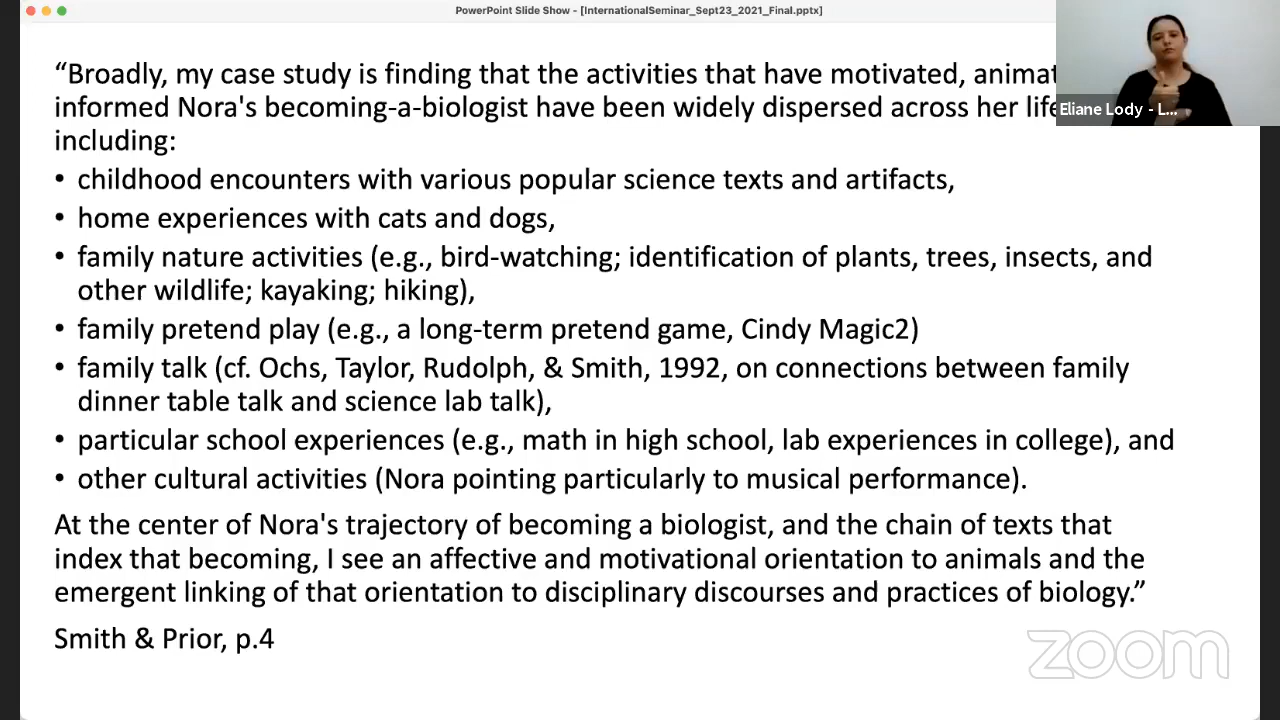 PowerPoint Slide Show - [InternationalSeminar_Sept23_2021_Final.pptx]
“Broadly, my case study is finding that the activities that have motivated, animat
informed Nora's becoming-a-biologist have been widely dispersed across her life
including:
• childhood encounters with various popular science texts and artifacts,
• home experiences with cats and dogs,
• family nature activities (e.g., bird-watching; identification of plants, trees, insects, and
other wildlife; kayaking; hiking),
• family pretend play (e.g., a long-term pretend game, Cindy Magic2)
• family talk (cf. Ochs, Taylor, Rudolph, & Smith, 1992, on connections between family
dinner table talk and science lab talk),
• particular school experiences (e.g., math in high school, lab experiences in college), and
• other cultural activities (Nora pointing particularly to musical performance).
At the center of Nora's trajectory of becoming a biologist, and the chain of texts that
index that becoming, I see an affective and motivational orientation to animals and the
emergent linking of that orientation to disciplinary discourses and practices of biology.”
Smith & Prior, p.4
Eliane Lody - L...
zoom